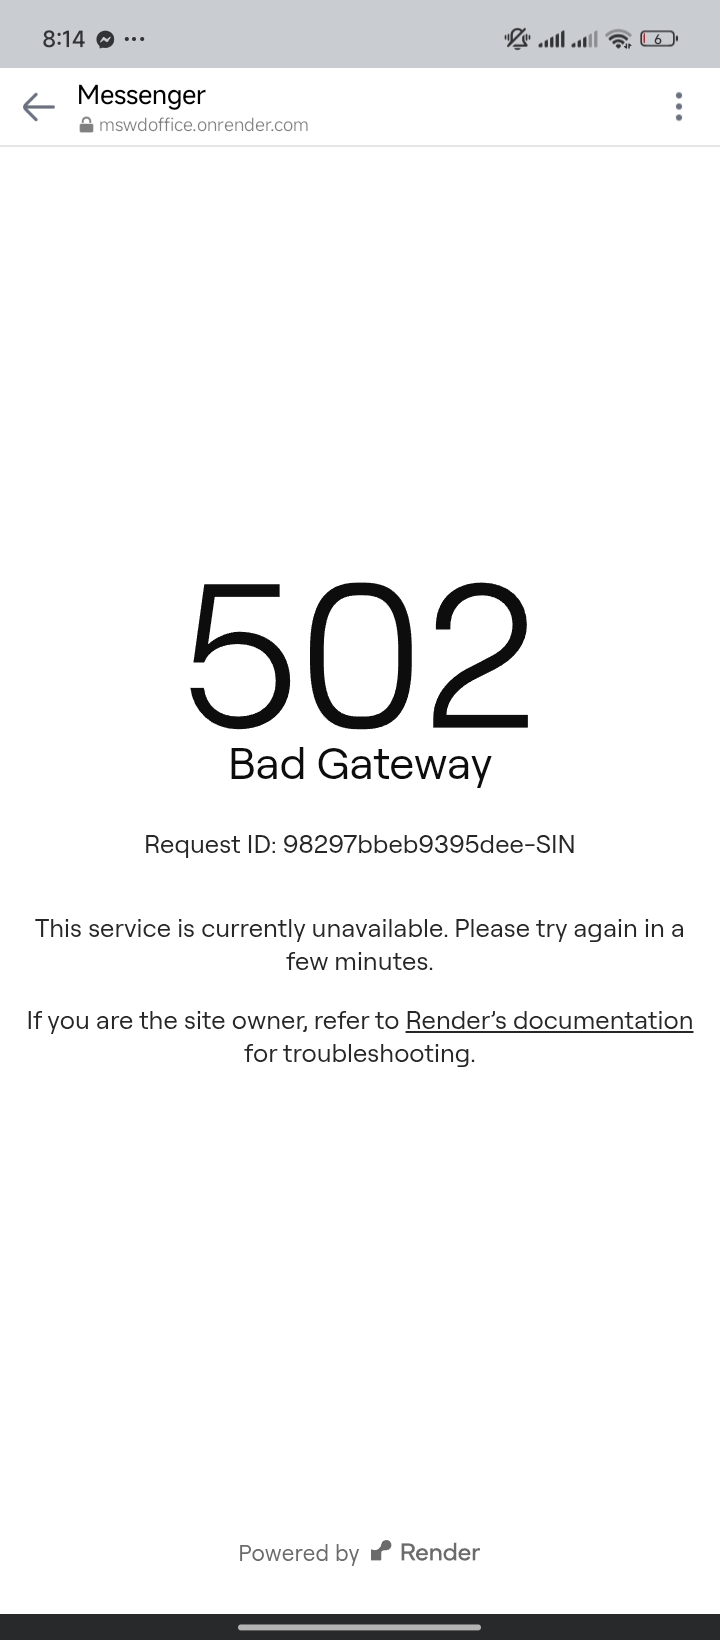 8:14
6
Messenger
mswdoffice.onrender.com
502
Bad Gateway
Request ID: 98297bbeb9395dee-SIN
This service is currently unavailable. Please try again in a
few minutes.
If you are the site owner, refer to Render’s documentation
for troubleshooting.
Powered by Render